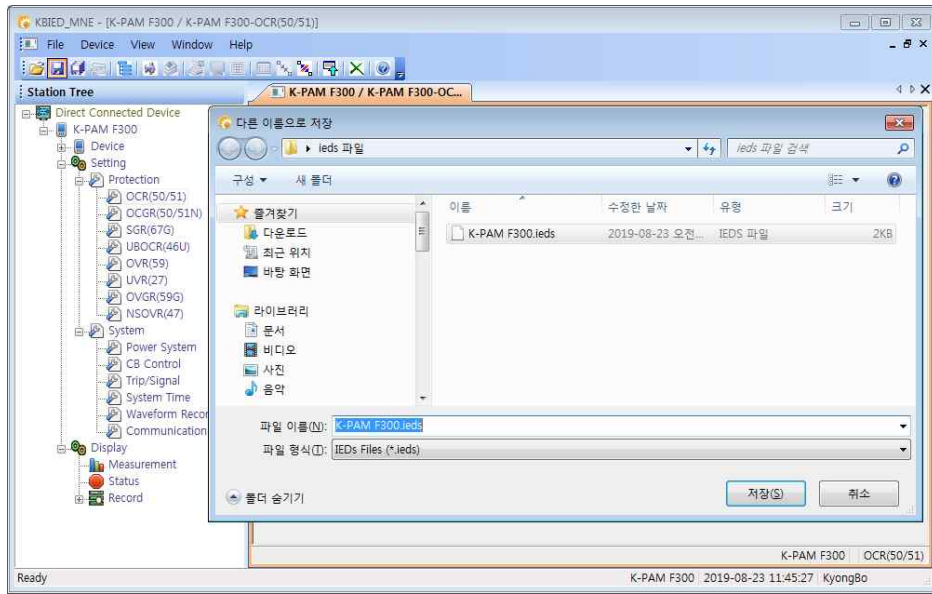 KBIED_MNE - [K-PAM F300 / K-PAM F300-OCR(50/51)]
File Device View Window Help
Station Tree
K-PAM F300 / K-PAM F300-OC...
Direct Connected Device
K-PAM F300
Device
Setting
Protection
OCR(50/51)
OCGR(50/51N)
SGR(67G)
UBOCR(46U)
OVR(59)
UVR(27)
OVGR(59G)
NSOVR(47)
System
Power System
CB Control
Trip/Signal
System Time
Waveform Recor
Communication
Display
Measurement
Status
Record
다른 이름으로 저장
ieds 파일
ieds 파일 검색
구성 새 폴더
즐겨찾기
다운로드
최근 위치
바탕 화면
라이브러리
문서
비디오
사진
음악
이름 수정한 날짜 유형 크기
K-PAM F300.ieds 2019-08-23 오전... IEDS 파일 2KB
파일 이름(N): K-PAM F300.ieds
파일 형식(T): IEDs Files (*.ieds)
폴더 숨기기
저장(S) 취소
K-PAM F300 OCR(50/51)
Ready K-PAM F300 2019-08-23 11:45:27 KyongBo